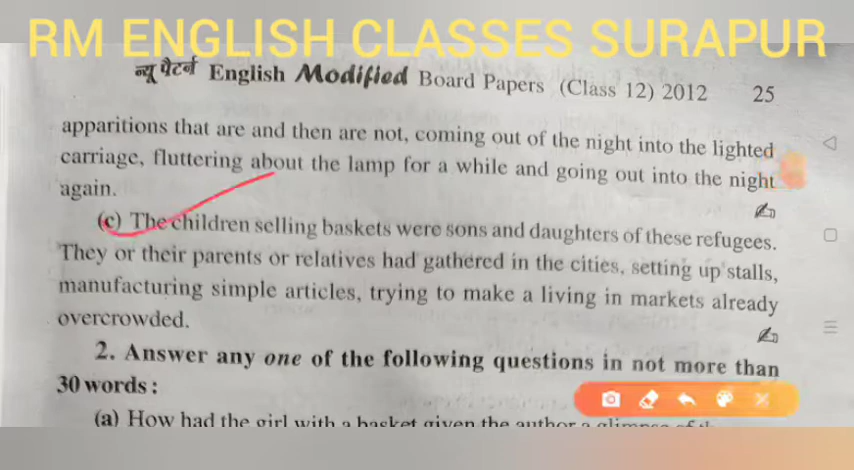 RM ENGLISH CLASSES SURAPUR
न्यू पैटर्न English Modified Board Papers (Class 12) 2012 25
apparitions that are and then are not, coming out of the night into the lighted
carriage, fluttering about the lamp for a while and going out into the night
again.
(c) The children selling baskets were sons and daughters of these refugees.
They or their parents or relatives had gathered in the cities, setting up stalls,
manufacturing simple articles, trying to make a living in markets already
overcrowded.
2. Answer any one of the following questions in not more than
30 words :
(a) How had the girl with a basket given the author a glimpse of